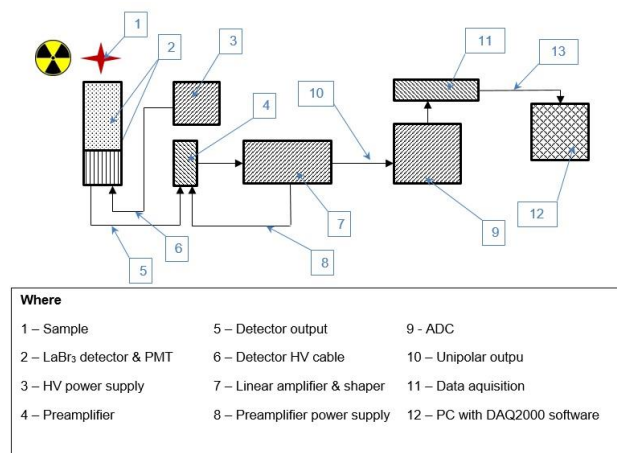 1
2
3
4
10
11
13
5
6
7
8
9
12
Where
1 – Sample
2 – LaBr₃ detector & PMT
3 – HV power supply
4 – Preamplifier
5 – Detector output
6 – Detector HV cable
7 – Linear amplifier & shaper
8 – Preamplifier power supply
9 - ADC
10 – Unipolar outpu
11 – Data aquisition
12 – PC with DAQ2000 software